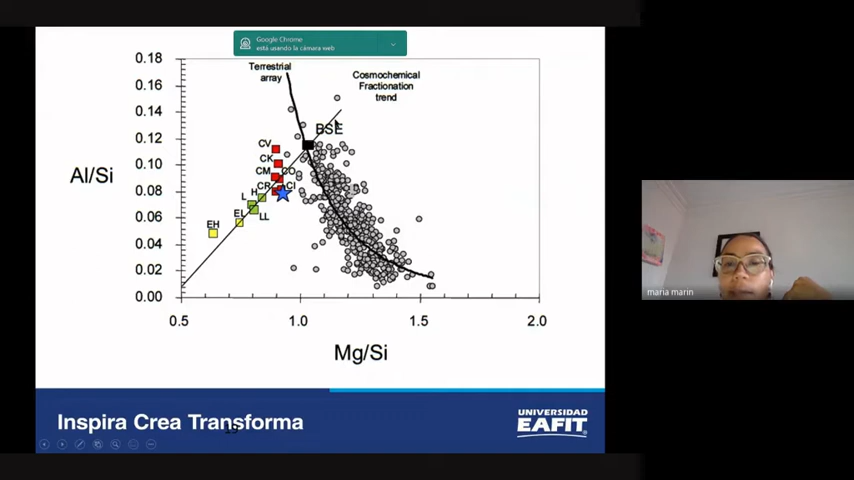 Google Chrome
está usando la cámara web
0.18
0.16
0.14
0.12
0.10
0.08
0.06
0.04
0.02
0.00
Al/Si
Terrestrial
array
Cosmochemical
Fractionation
trend
BSE
CV
CK
CM
CO
CR
CI
H
L
LL
EL
EH
0.5
1.0
1.5
2.0
Mg/Si
Inspira Crea Transforma
UNIVERSIDAD
EAFIT
maria marin